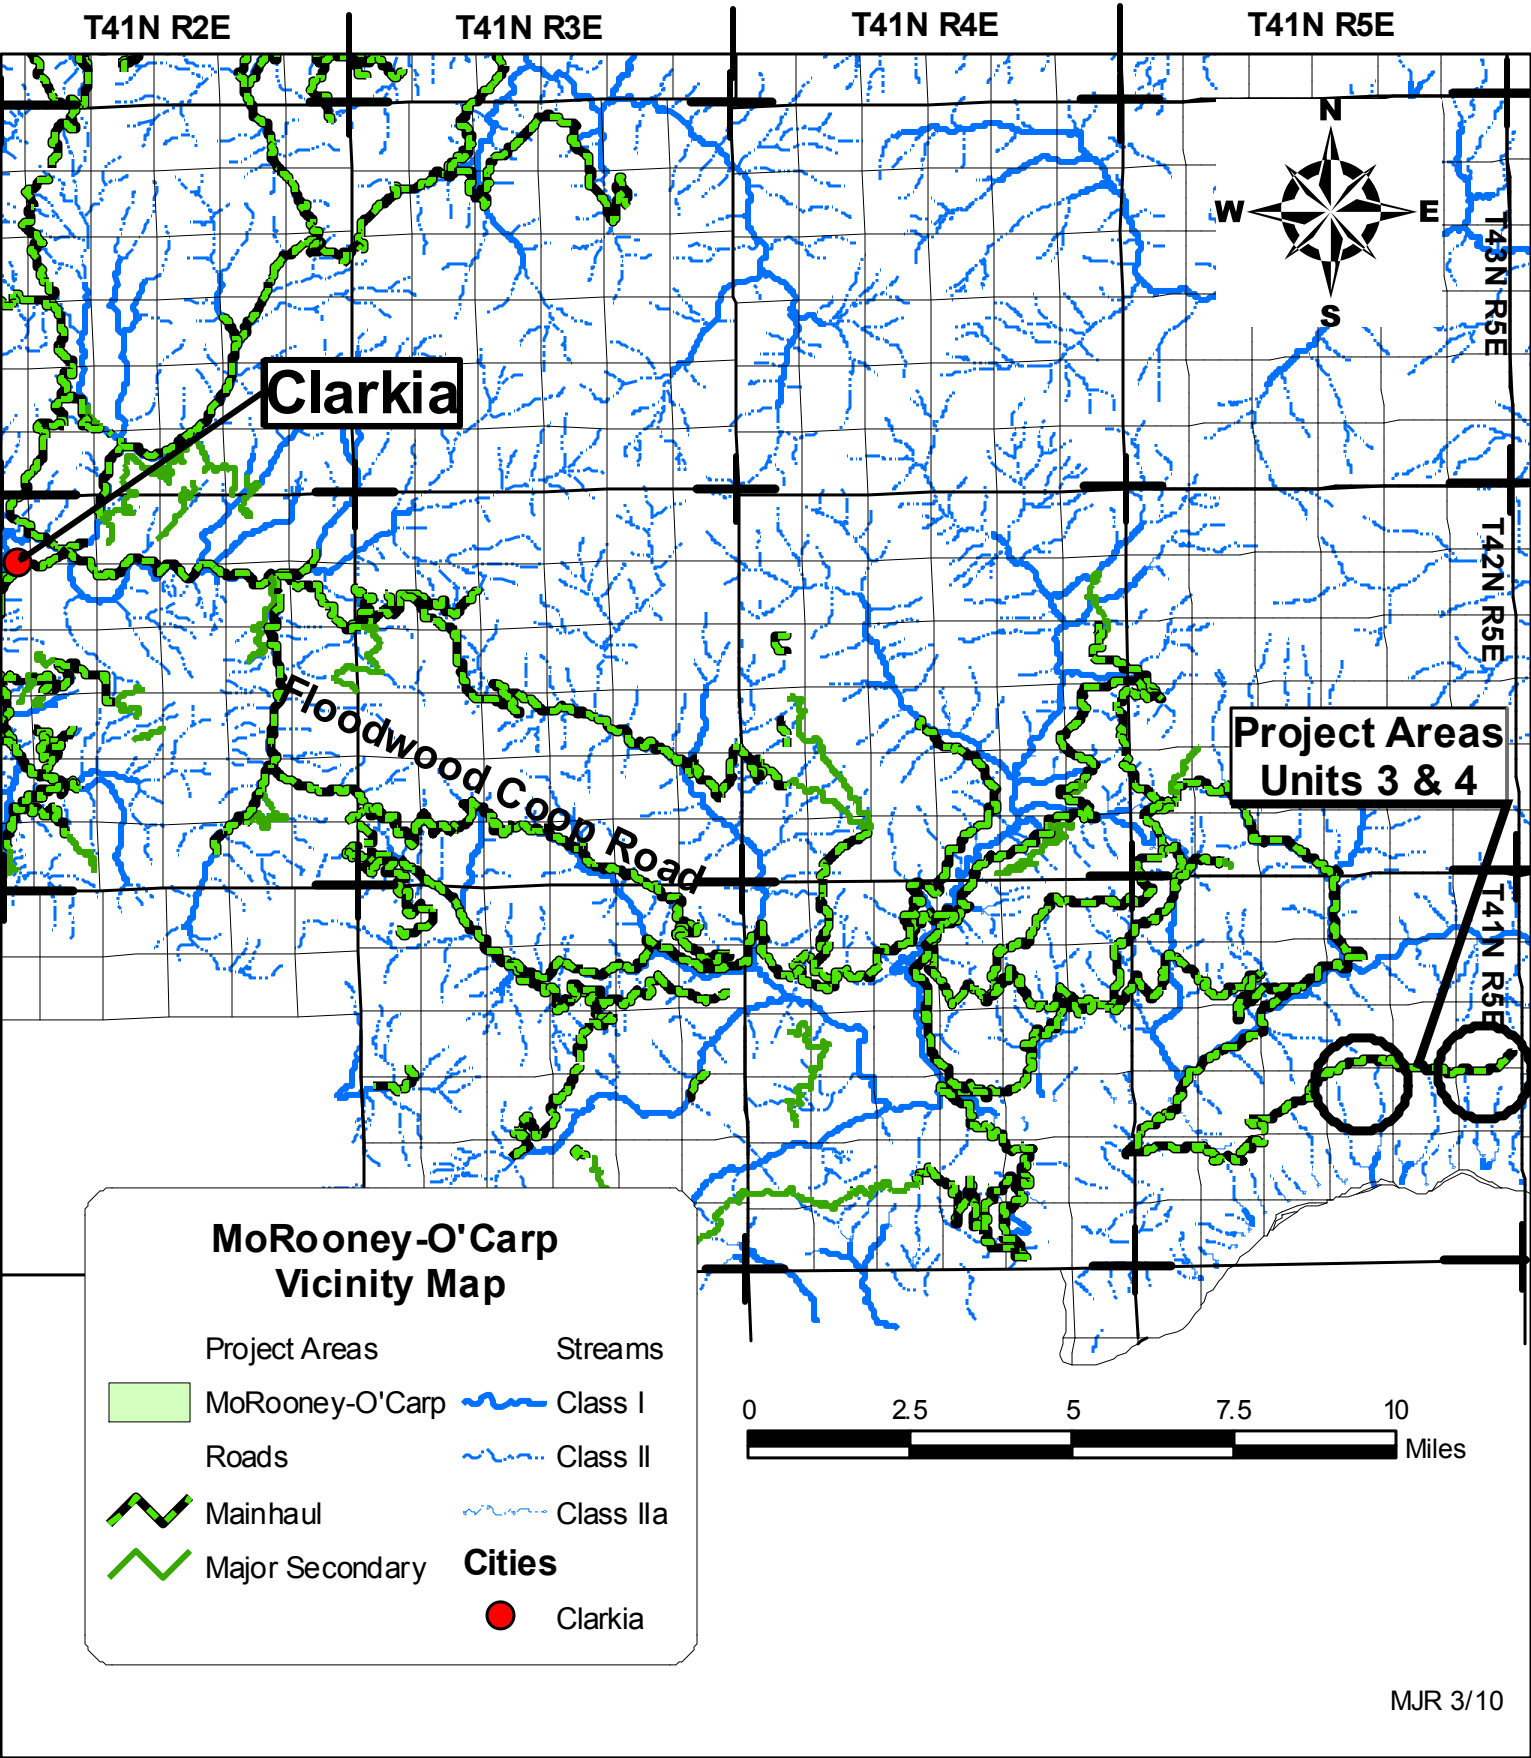 T41N R2E
T41N R3E
T41N R4E
T41N R5E
N
W
E
S
T43N R5E
Clarkia
T42N R5E
Floodwood Coop Road
Project Areas
Units 3 & 4
T41N R5E
MoRooney-O'Carp
Vicinity Map
Project Areas
MoRooney-O'Carp
Roads
Mainhaul
Major Secondary
Streams
Class I
Class II
Class IIa
Cities
Clarkia
0 2.5 5 7.5 10
Miles
MJR 3/10